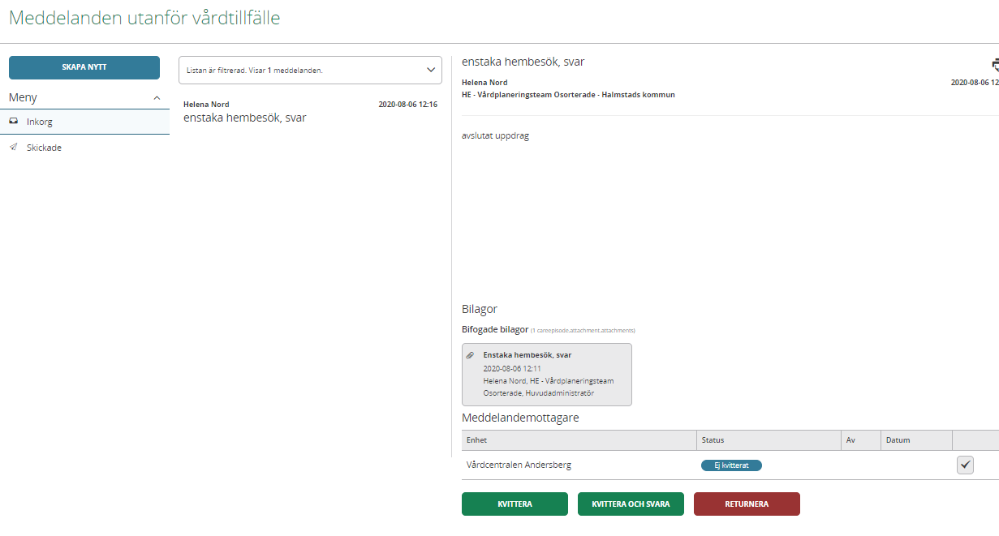 Meddelanden utanför vårdtillfälle
SKAPA NYTT
Meny
Inkorg
Skickade
Listan är filtrerad. Visar 1 meddelanden.
Helena Nord 2020-08-06 12:16
enstaka hembesök, svar
enstaka hembesök, svar
Helena Nord 2020-08-06 12
HE - Vårdplaneringsteam Osorterade - Halmstads kommun
avslutat uppdrag
Bilagor
Bifogade bilagor (1 careepisode.attachment.attachments)
Enstaka hembesök, svar
2020-08-06 12:11
Helena Nord, HE - Vårdplaneringsteam
Osorterade, Huvudadministratör
Meddelandemottagare
Enhet Status Av Datum
Vårdcentralen Andersberg Ej kvitterat
KVITTERA KVITTERA OCH SVARA RETURNERA